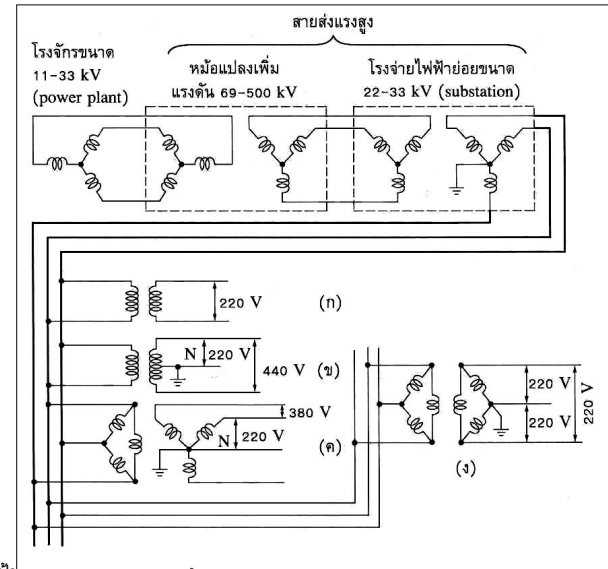 สายส่งแรงสูง
โรงจักรขนาด
11-33 kV
(power plant)
หม้อแปลงเพิ่ม
แรงดัน 69-500 kV
โรงจ่ายไฟฟ้าย่อยขนาด
22-33 kV (substation)
220 V
(ก)
N
220 V
440 V
(ข)
380 V
N
220 V
(ค)
220 V
220 V
220 V
(ง)